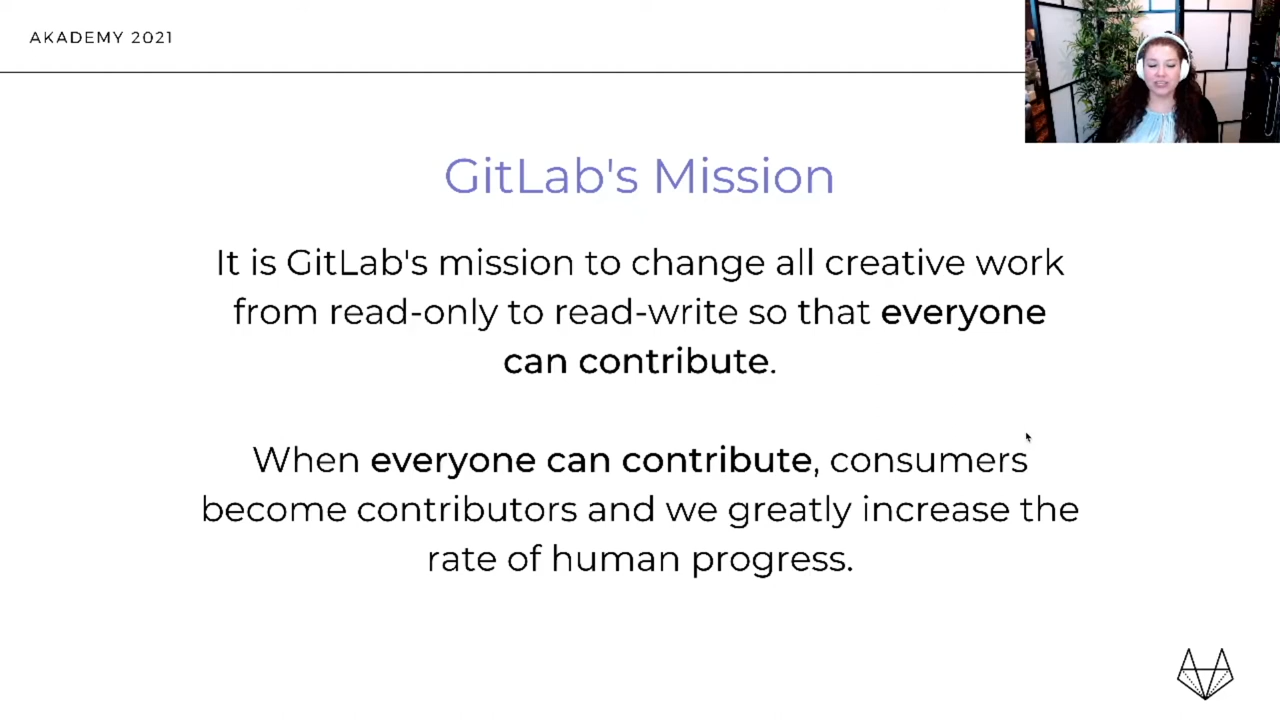 AKADEMY 2021
GitLab's Mission
It is GitLab's mission to change all creative work
from read-only to read-write so that everyone
can contribute.
When everyone can contribute, consumers
become contributors and we greatly increase the
rate of human progress.